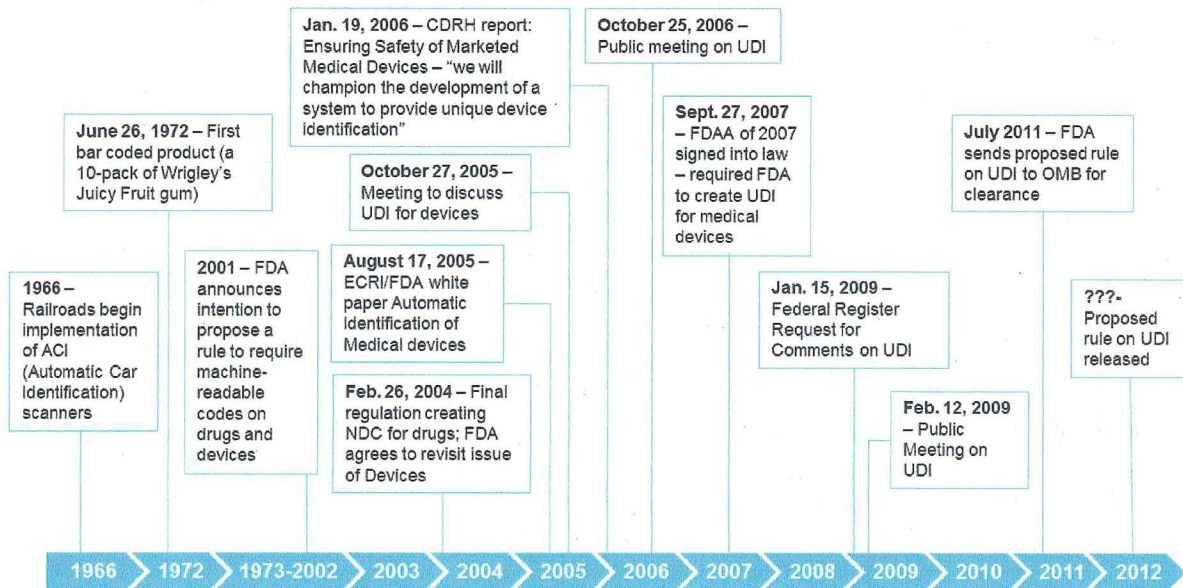 Jan. 19, 2006 – CDRH report:
Ensuring Safety of Marketed
Medical Devices – “we will
champion the development of a
system to provide unique device
identification”
October 25, 2006 –
Public meeting on UDI
June 26, 1972 – First
bar coded product (a
10-pack of Wrigley's
Juicy Fruit gum)
October 27, 2005 –
Meeting to discuss
UDI for devices
Sept. 27, 2007
– FDAA of 2007
signed into law
– required FDA
to create UDI
for medical
devices
July 2011 – FDA
sends proposed rule
on UDI to OMB for
clearance
1966 –
Railroads begin
implementation
of ACI
(Automatic Car
Identification)
scanners
2001 – FDA
announces
intention to
propose a
rule to require
machine-
readable
codes on
drugs and
devices
August 17, 2005 –
ECRI/FDA white
paper Automatic
Identification of
Medical devices
Feb. 26, 2004 – Final
regulation creating
NDC for drugs; FDA
agrees to revisit issue
of Devices
Jan. 15, 2009 –
Federal Register
Request for
Comments on UDI
Feb. 12, 2009
– Public
Meeting on
UDI
???-
Proposed
rule on UDI
released
1966 1972 1973-2002 2003 2004 2005 2006 2007 2008 2009 2010 2011 2012